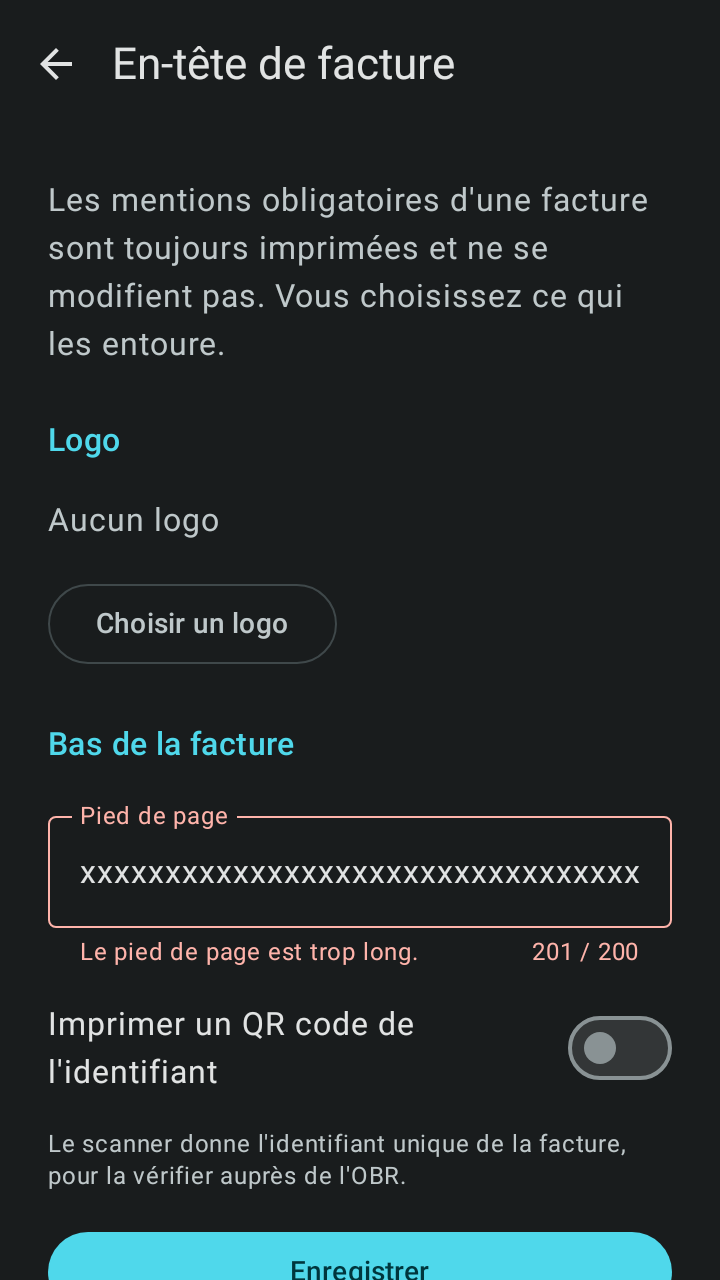 En-tête de facture
Les mentions obligatoires d'une facture
sont toujours imprimées et ne se
modifient pas. Vous choisissez ce qui
les entoure.
Logo
Aucun logo
Choisir un logo
Bas de la facture
Pied de page
xxxxxxxxxxxxxxxxxxxxxxxxxxxxxxxxx
Le pied de page est trop long. 201 / 200
Imprimer un QR code de
l'identifiant
Le scanner donne l'identifiant unique de la facture,
pour la vérifier auprès de l'OBR.
Enregistrer